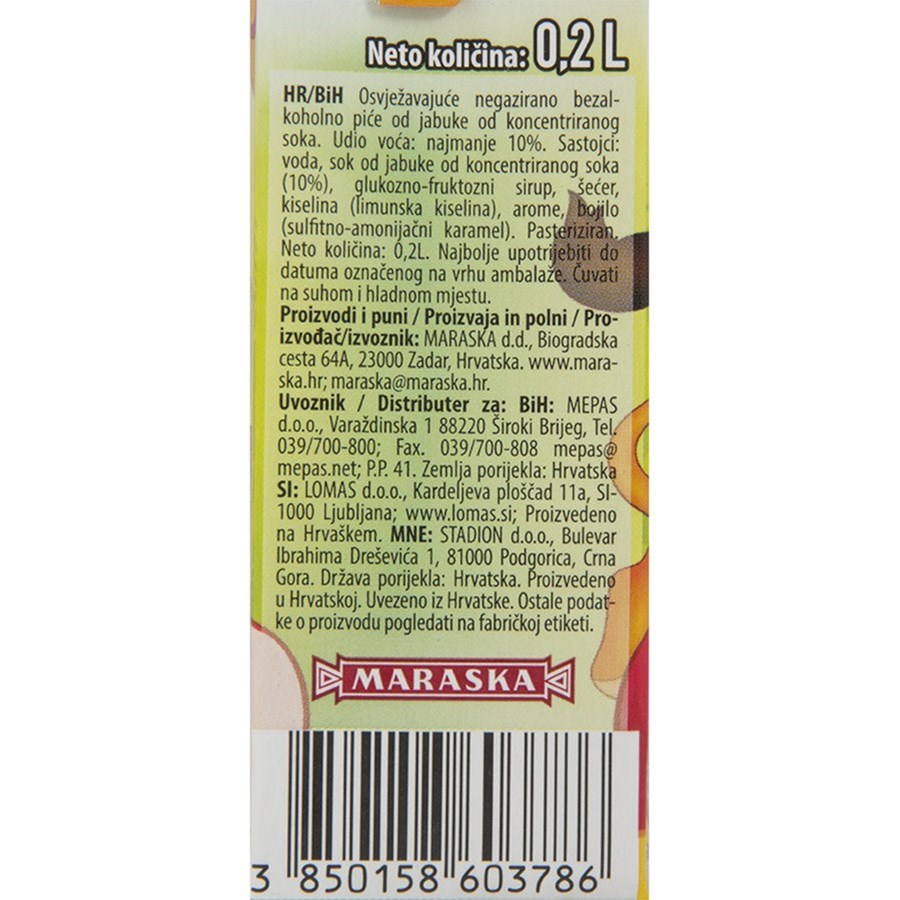 Neto količina: 0,2 L
HR/BiH Osvježavajuće negazirano bezal-
koholno piće od jabuke od koncentriranog
soka. Udio voća: najmanje 10%. Sastojci:
voda, sok od jabuke od koncentriranog soka
(10%), glukozno-fruktozni sirup, šećer,
kiselina (limunska kiselina), arome, bojilo
(sulfitno-amonijačni karamel). Pasteriziran.
Neto količina: 0,2L. Najbolje upotrijebiti do
datuma označenog na vrhu ambalaže. Čuvati
na suhom i hladnom mjestu.
Proizvodi i puni / Proizvaja in polni / Pro-
izvođač/izvoznik: MARASKA d.d., Biogradska
cesta 64A, 23000 Zadar, Hrvatska. www.mara-
ska.hr; maraska@maraska.hr.
Uvoznik / Distributer za: BiH: MEPAS
d.o.o., Varaždinska 1 88220 Široki Brijeg, Tel.
039/700-800; Fax. 039/700-808 mepas@
mepas.net; P.P. 41. Zemlja porijekla: Hrvatska
SI: LOMAS d.o.o., Kardeljeva ploščad 11a, SI-
1000 Ljubljana; www.lomas.si; Proizvedeno
na Hrvaškem. MNE: STADION d.o.o., Bulevar
Ibrahima Dreševića 1, 81000 Podgorica, Crna
Gora. Država porijekla: Hrvatska. Proizvedeno
u Hrvatskoj. Uvezeno iz Hrvatske. Ostale podat-
ke o proizvodu pogledati na fabričkoj etiketi.
MARASKA
3 850158 603786